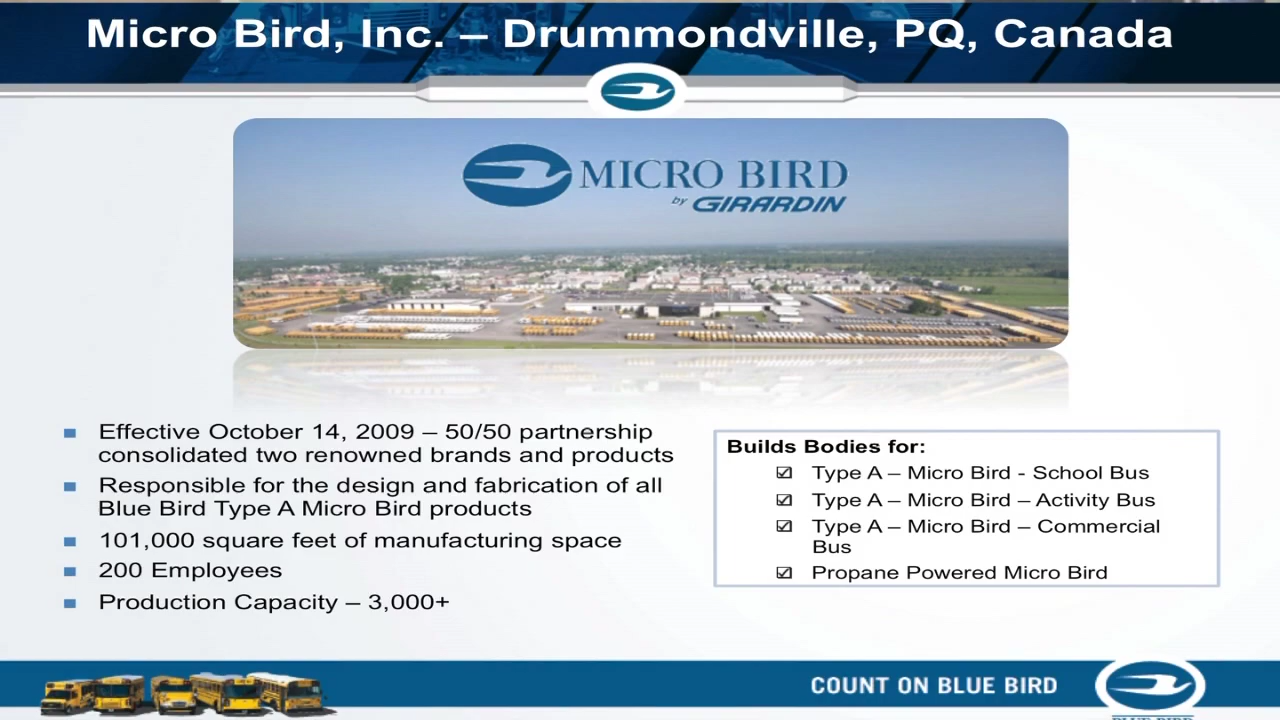 Micro Bird, Inc. – Drummondville, PQ, Canada
MICRO BIRD
by GIRARDIN
Effective October 14, 2009 – 50/50 partnership
consolidated two renowned brands and products
Responsible for the design and fabrication of all
Blue Bird Type A Micro Bird products
101,000 square feet of manufacturing space
200 Employees
Production Capacity – 3,000+
Builds Bodies for:
Type A – Micro Bird - School Bus
Type A – Micro Bird – Activity Bus
Type A – Micro Bird – Commercial
Bus
Propane Powered Micro Bird
COUNT ON BLUE BIRD
BLUE BIRD